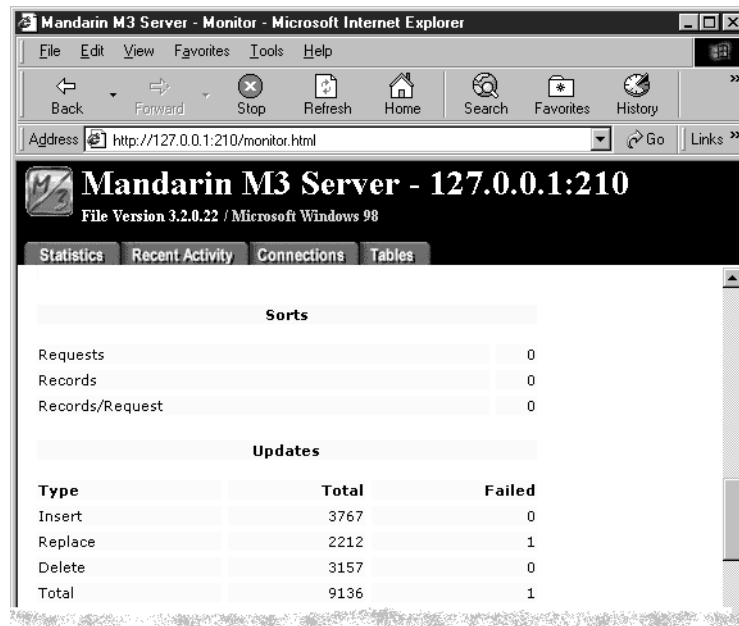 Mandarin M3 Server - Monitor - Microsoft Internet Explorer
File Edit View Favorites Tools Help
Back Forward Stop Refresh Home Search Favorites History »
Address http://127.0.0.1:210/monitor.html Go Links »
M/3 Mandarin M3 Server - 127.0.0.1:210
File Version 3.2.0.22 / Microsoft Windows 98
Statistics Recent Activity Connections Tables
Sorts
Requests 0
Records 0
Records/Request 0
Updates
Type Total Failed
Insert 3767 0
Replace 2212 1
Delete 3157 0
Total 9136 1